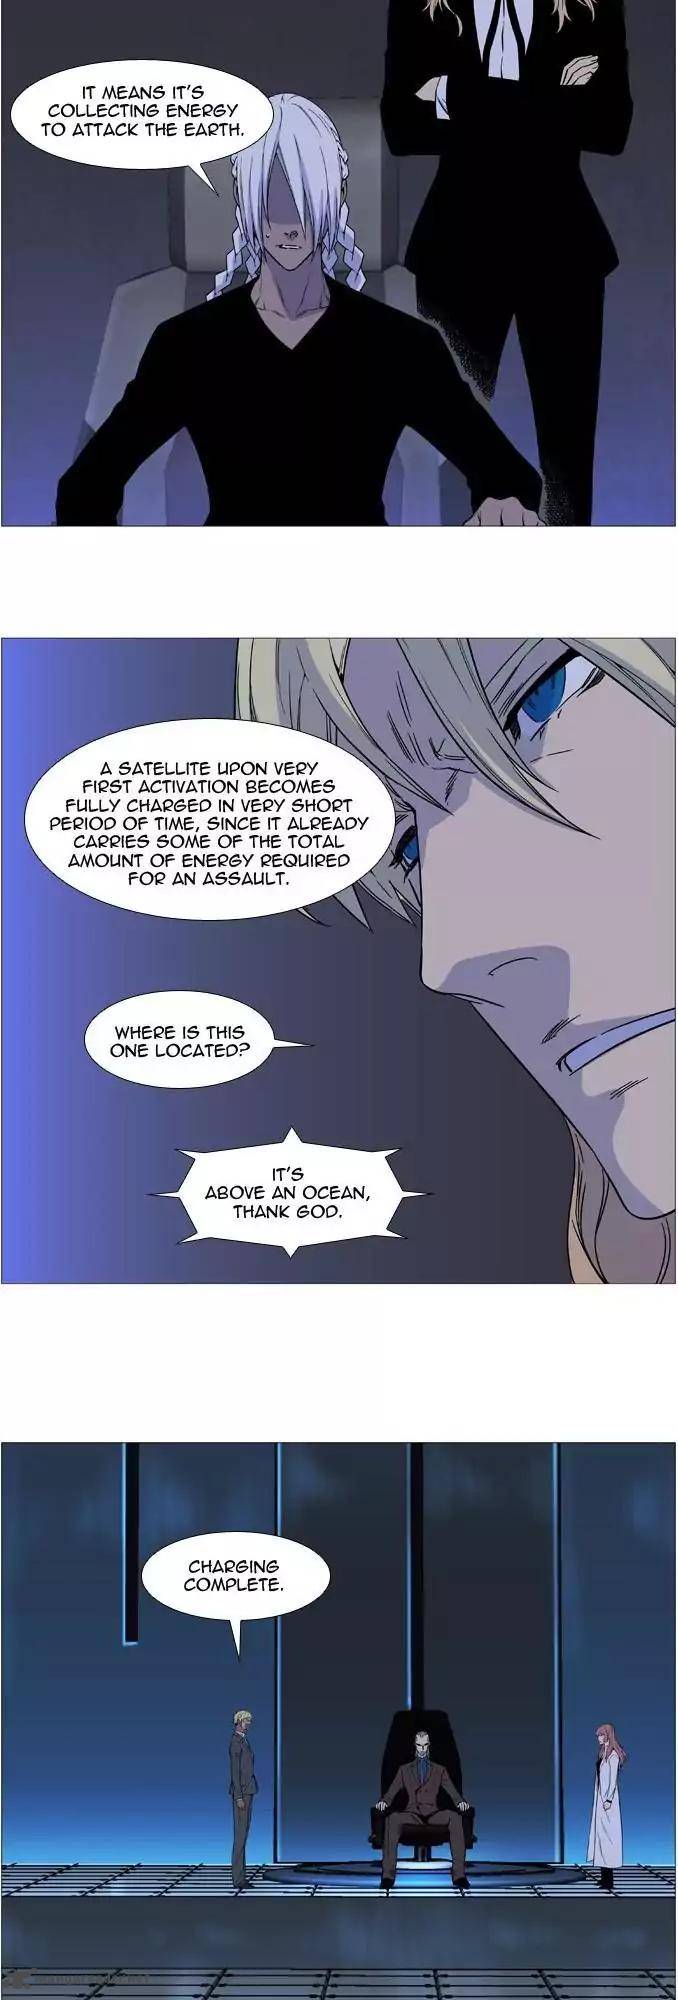 IT MEANS IT'S
COLLECTING ENERGY
TO ATTACK THE EARTH.
A SATELLITE UPON VERY
FIRST ACTIVATION BECOMES
FULLY CHARGED IN VERY SHORT
PERIOD OF TIME, SINCE IT ALREADY
CARRIES SOME OF THE TOTAL
AMOUNT OF ENERGY REQUIRED
FOR AN ASSAULT.
WHERE IS THIS
ONE LOCATED?
IT'S
ABOVE AN OCEAN,
THANK GOD.
CHARGING
COMPLETE.